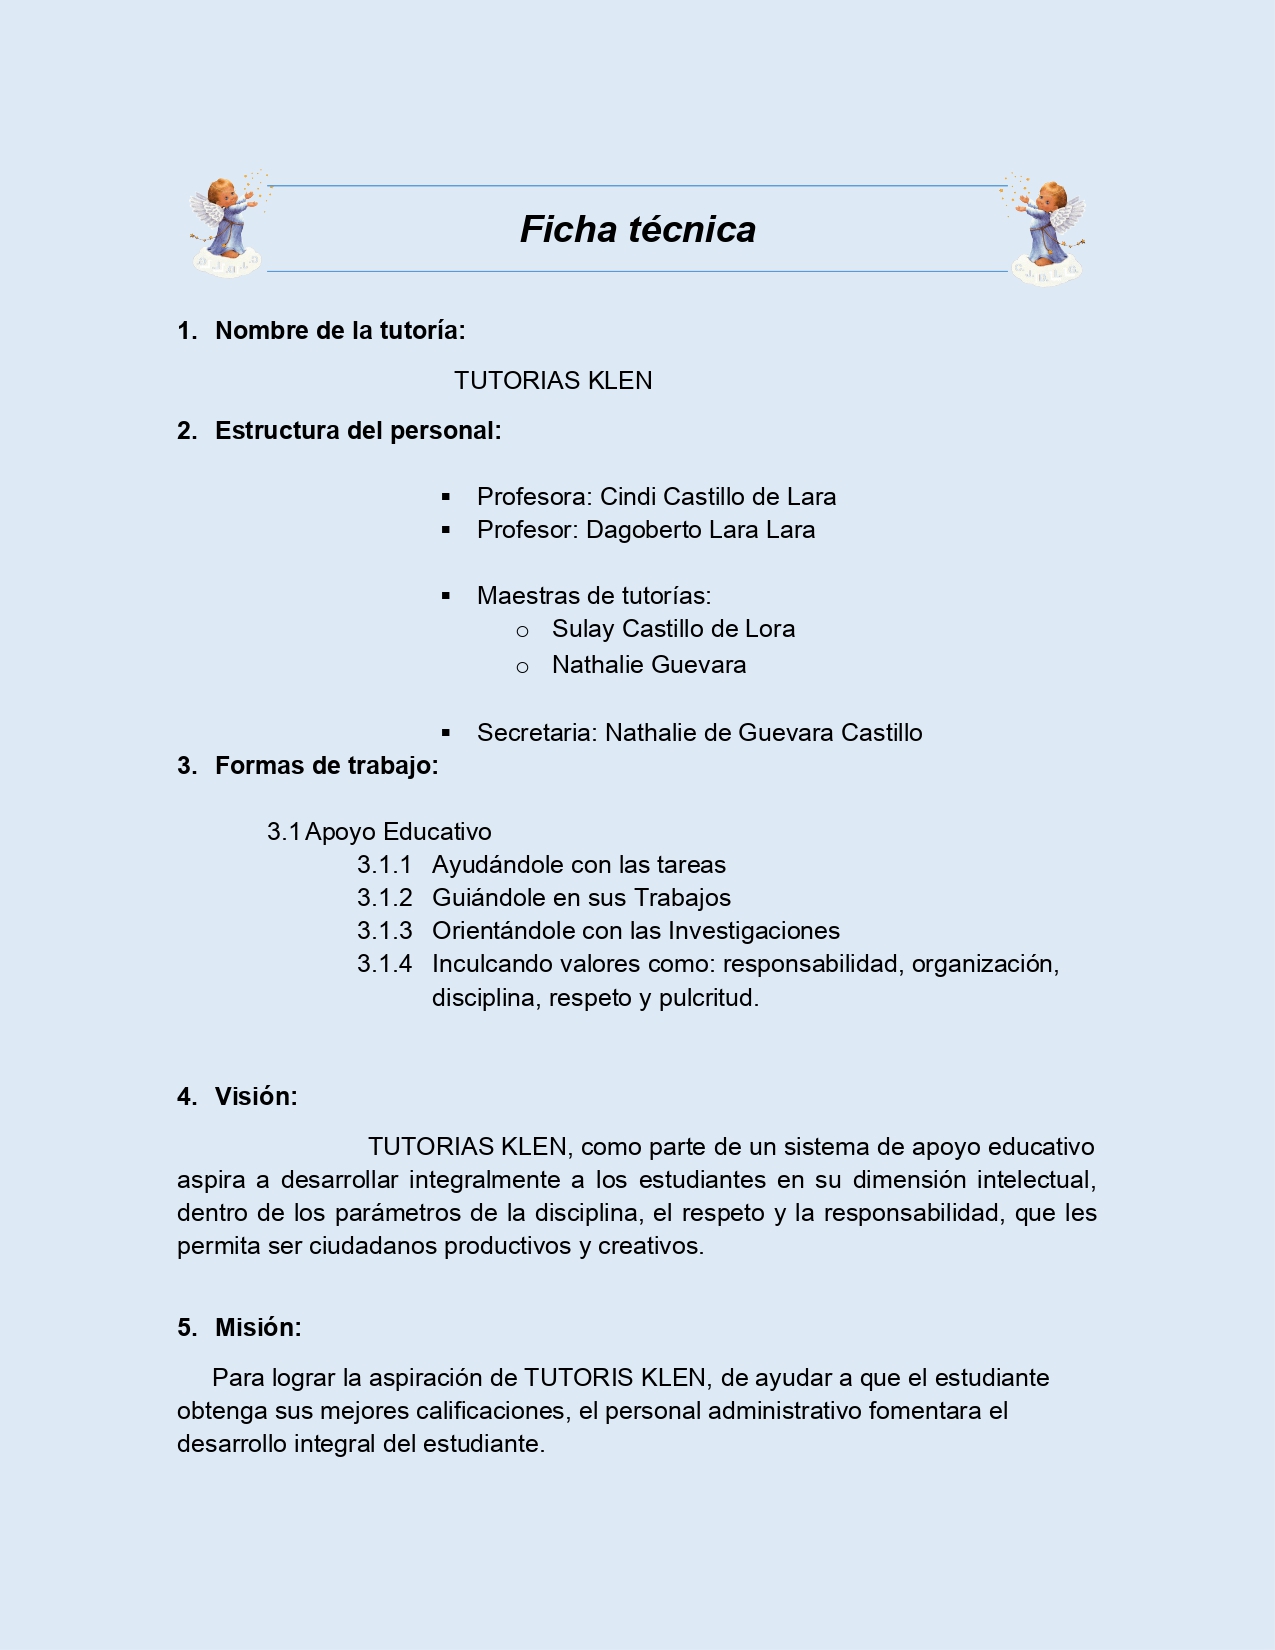 Ficha técnica
1. Nombre de la tutoría:
TUTORIAS KLEN
2. Estructura del personal:
▪ Profesora: Cindi Castillo de Lara
▪ Profesor: Dagoberto Lara Lara
▪ Maestras de tutorías:
o Sulay Castillo de Lora
o Nathalie Guevara
▪ Secretaria: Nathalie de Guevara Castillo
3. Formas de trabajo:
3.1 Apoyo Educativo
3.1.1 Ayudándole con las tareas
3.1.2 Guiándole en sus Trabajos
3.1.3 Orientándole con las Investigaciones
3.1.4 Inculcando valores como: responsabilidad, organización,
disciplina, respeto y pulcritud.
4. Visión:
TUTORIAS KLEN, como parte de un sistema de apoyo educativo
aspira a desarrollar integralmente a los estudiantes en su dimensión intelectual,
dentro de los parámetros de la disciplina, el respeto y la responsabilidad, que les
permita ser ciudadanos productivos y creativos.
5. Misión:
Para lograr la aspiración de TUTORIS KLEN, de ayudar a que el estudiante
obtenga sus mejores calificaciones, el personal administrativo fomentara el
desarrollo integral del estudiante.